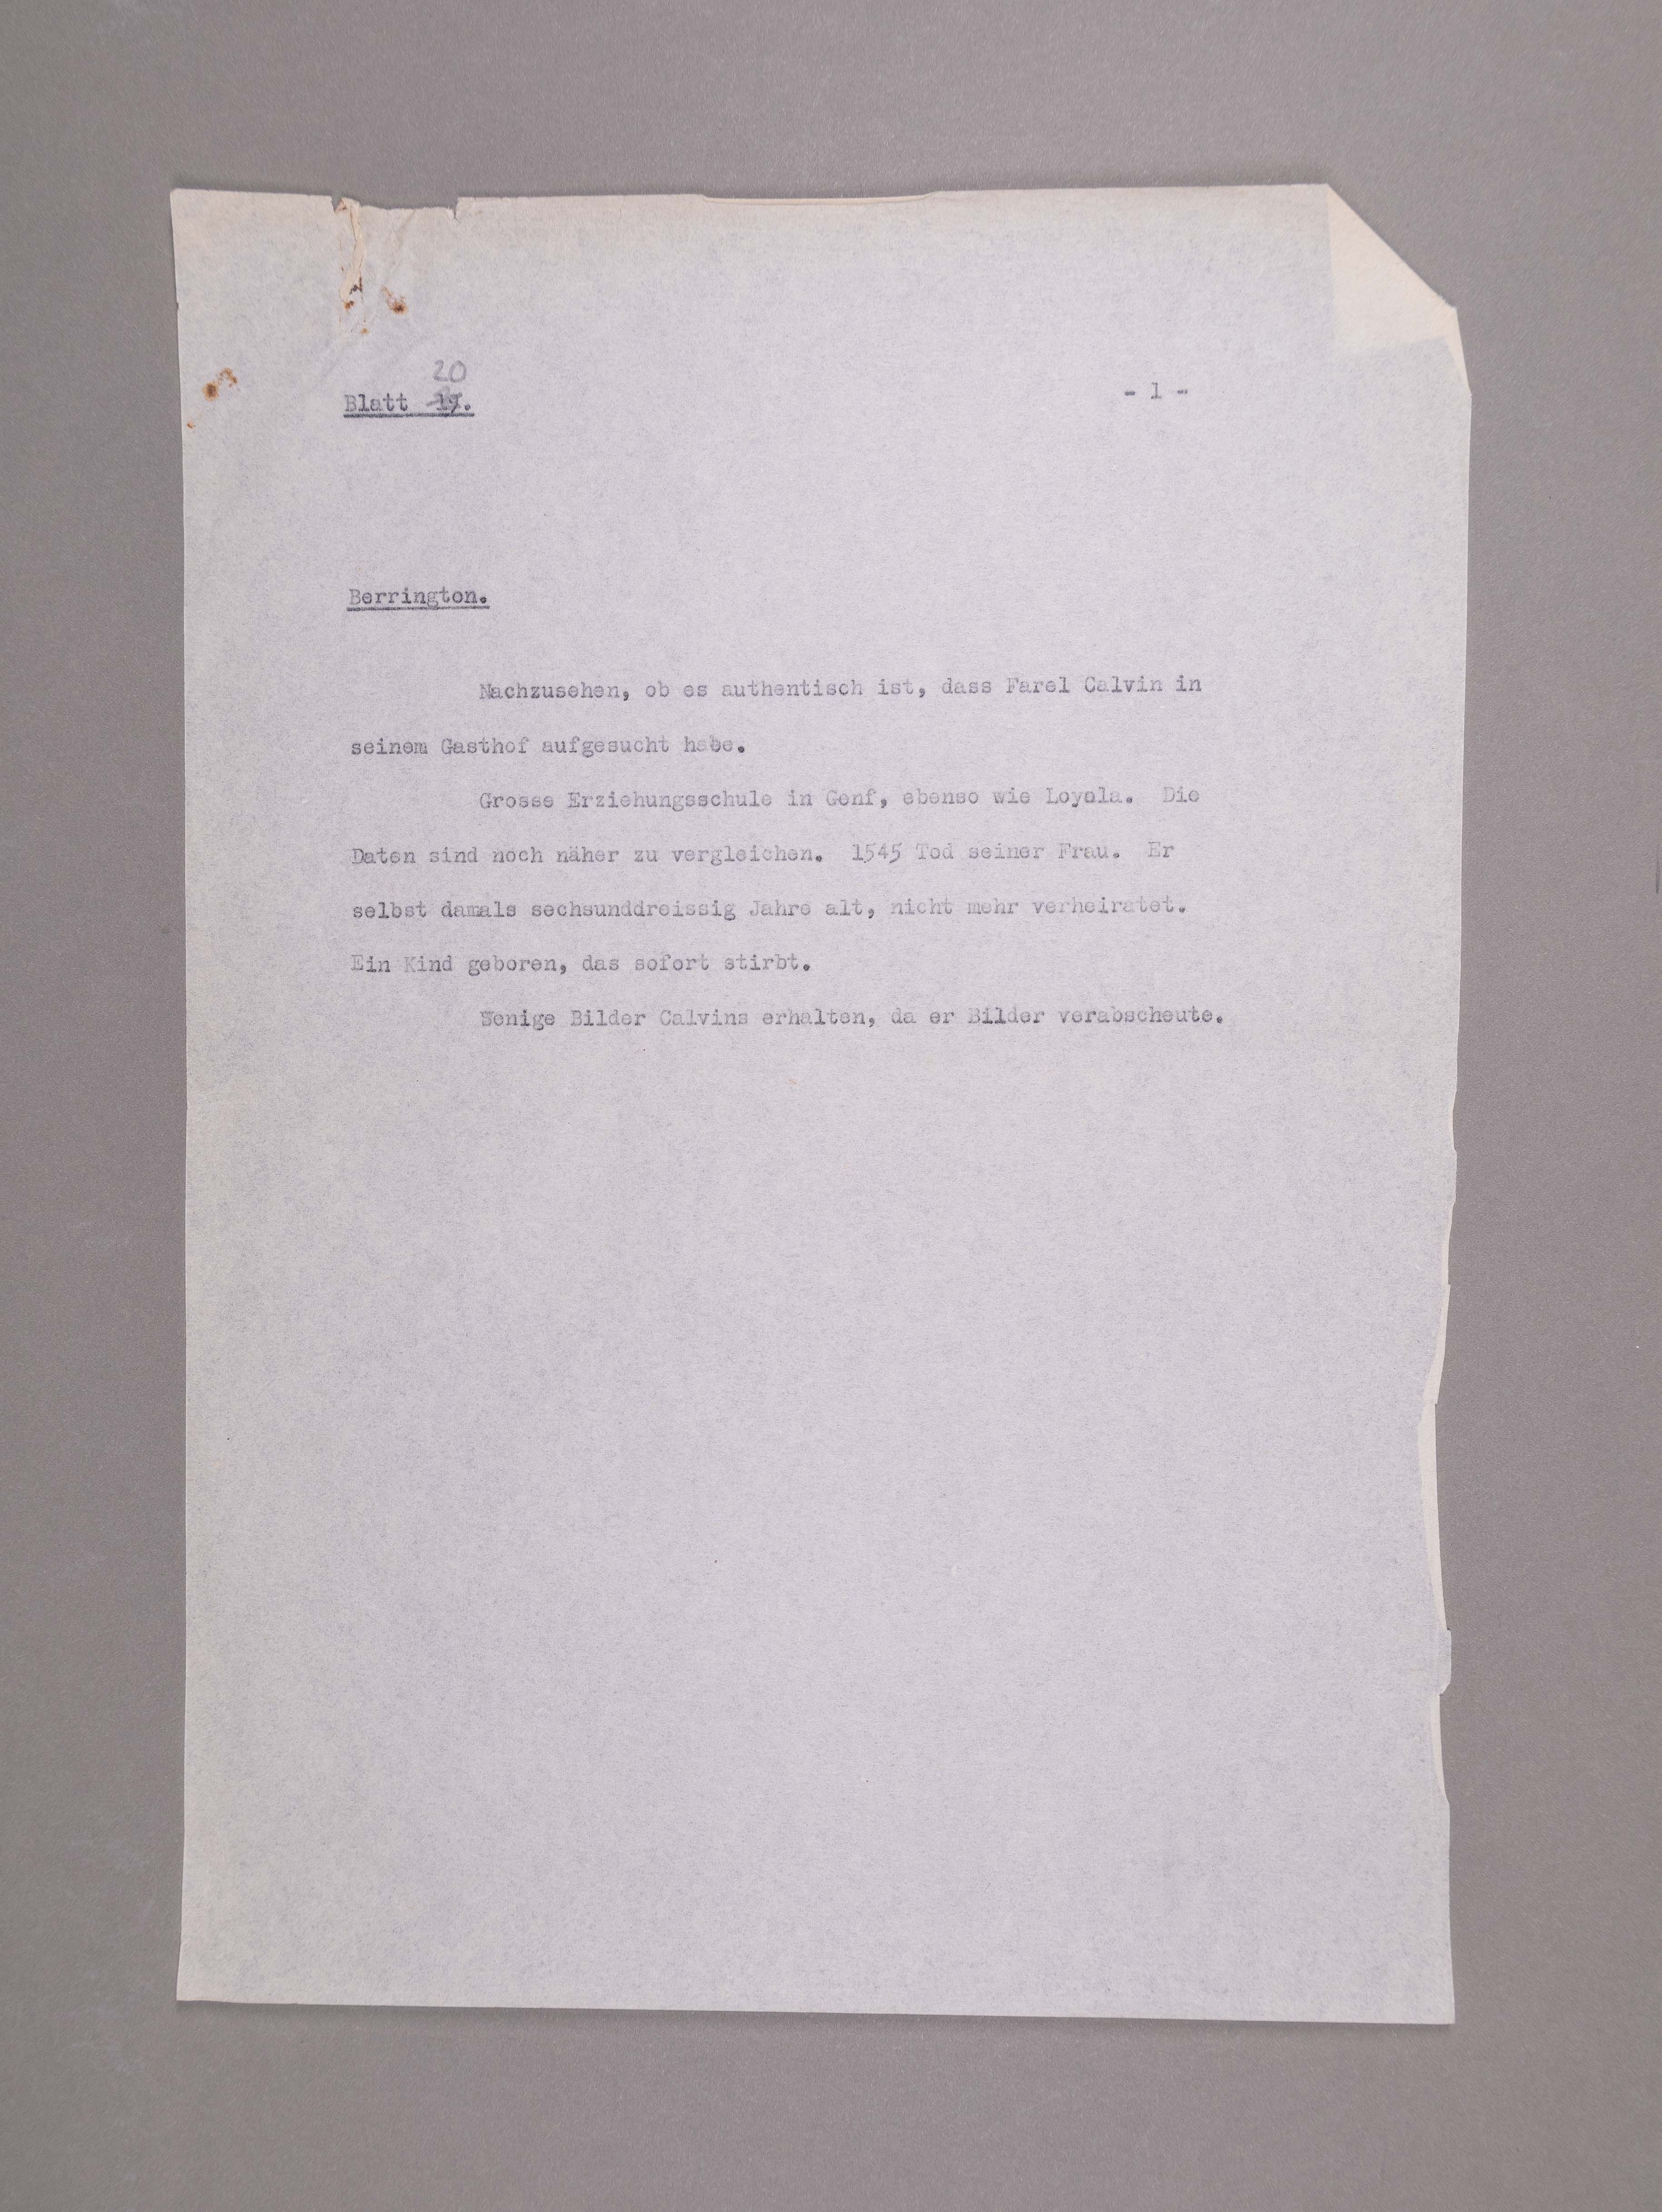 20
Blatt 19. - 1 -
Berrington.
Nachzusehen, ob es authentisch ist, dass Farel Calvin in
seinem Gasthof aufgesucht habe.
Grosse Erziehungsschule in Genf, ebenso wie Loyola. Die
Daten sind noch näher zu vergleichen. 1545 Tod seiner Frau. Er
selbst damals sechsunddreissig Jahre alt, nicht mehr verheiratet.
Ein Kind geboren, das sofort stirbt.
Wenige Bilder Calvins erhalten, da er Bilder verabscheute.